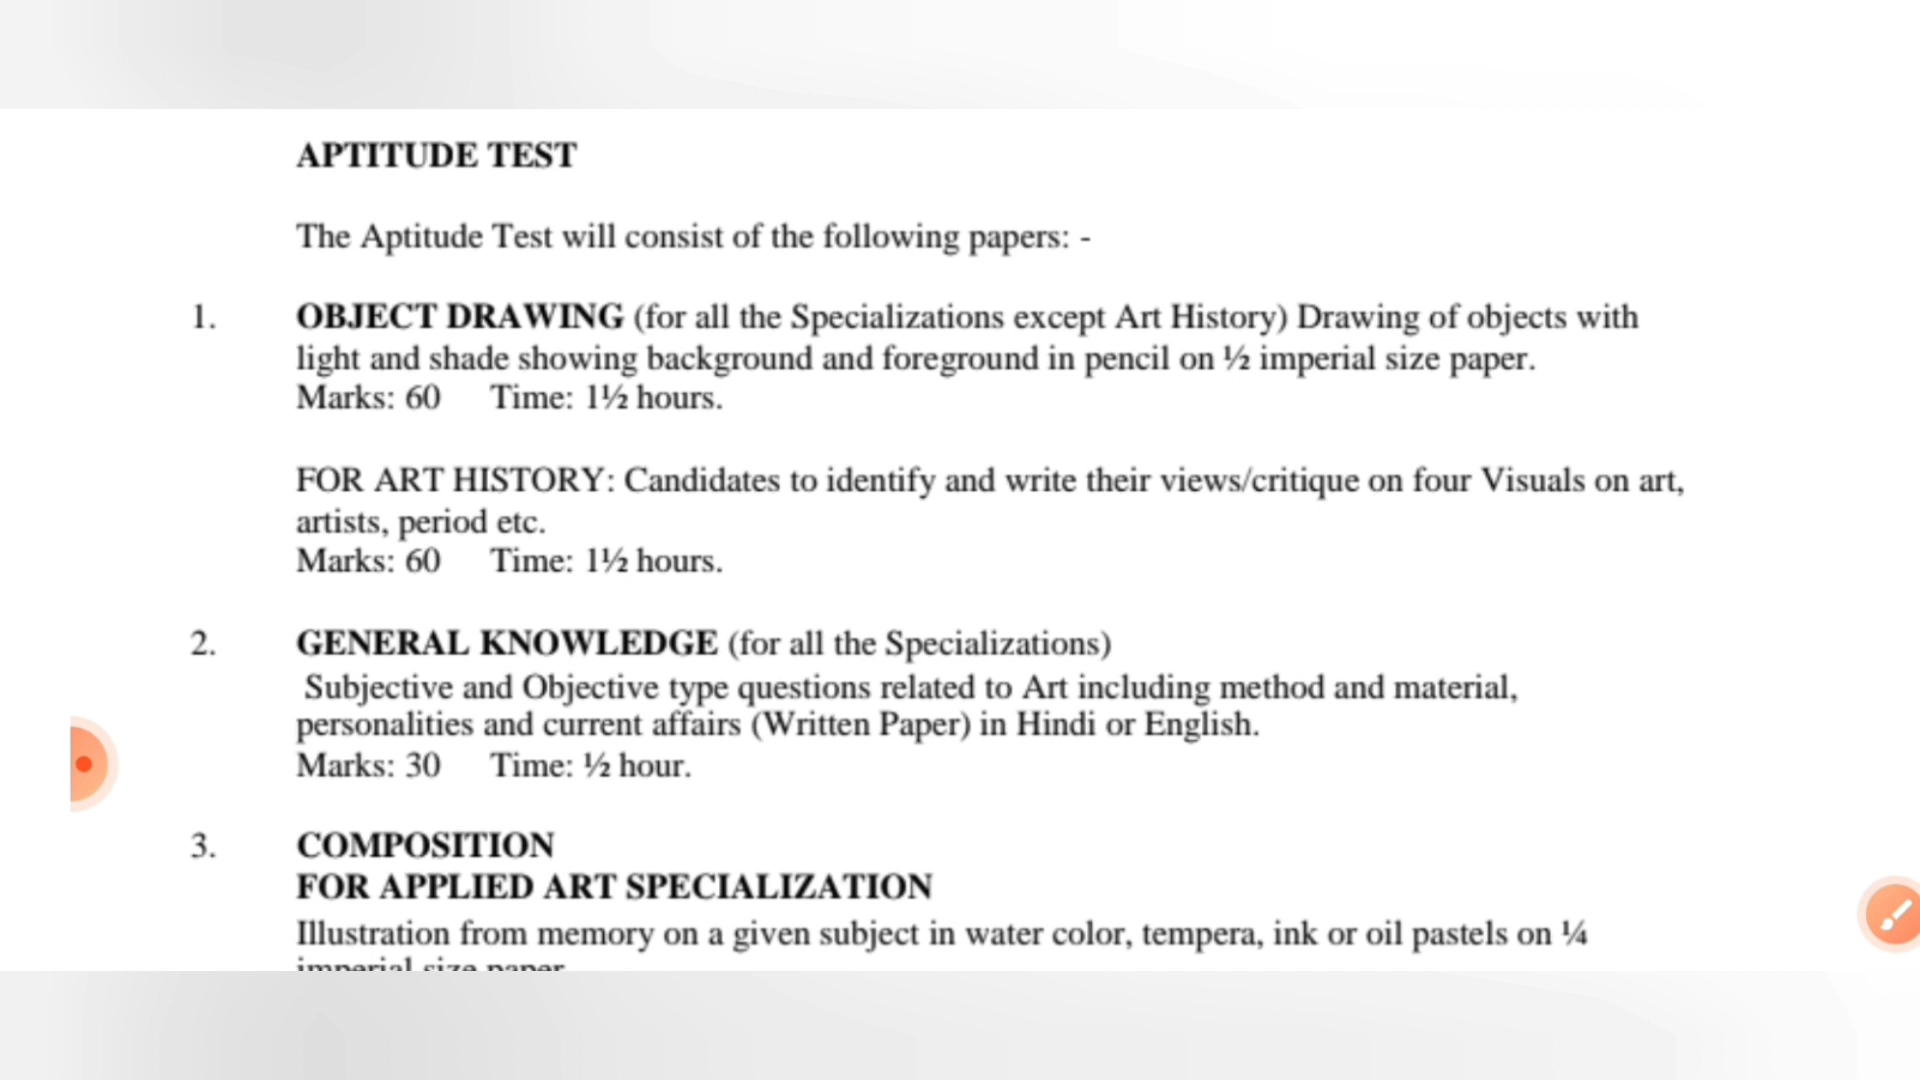 APTITUDE TEST
The Aptitude Test will consist of the following papers: -
1. OBJECT DRAWING (for all the Specializations except Art History) Drawing of objects with
light and shade showing background and foreground in pencil on ½ imperial size paper.
Marks: 60 Time: 1½ hours.
FOR ART HISTORY: Candidates to identify and write their views/critique on four Visuals on art,
artists, period etc.
Marks: 60 Time: 1½ hours.
2. GENERAL KNOWLEDGE (for all the Specializations)
Subjective and Objective type questions related to Art including method and material,
personalities and current affairs (Written Paper) in Hindi or English.
Marks: 30 Time: ½ hour.
3. COMPOSITION
FOR APPLIED ART SPECIALIZATION
Illustration from memory on a given subject in water color, tempera, ink or oil pastels on ¼
imperial size paper